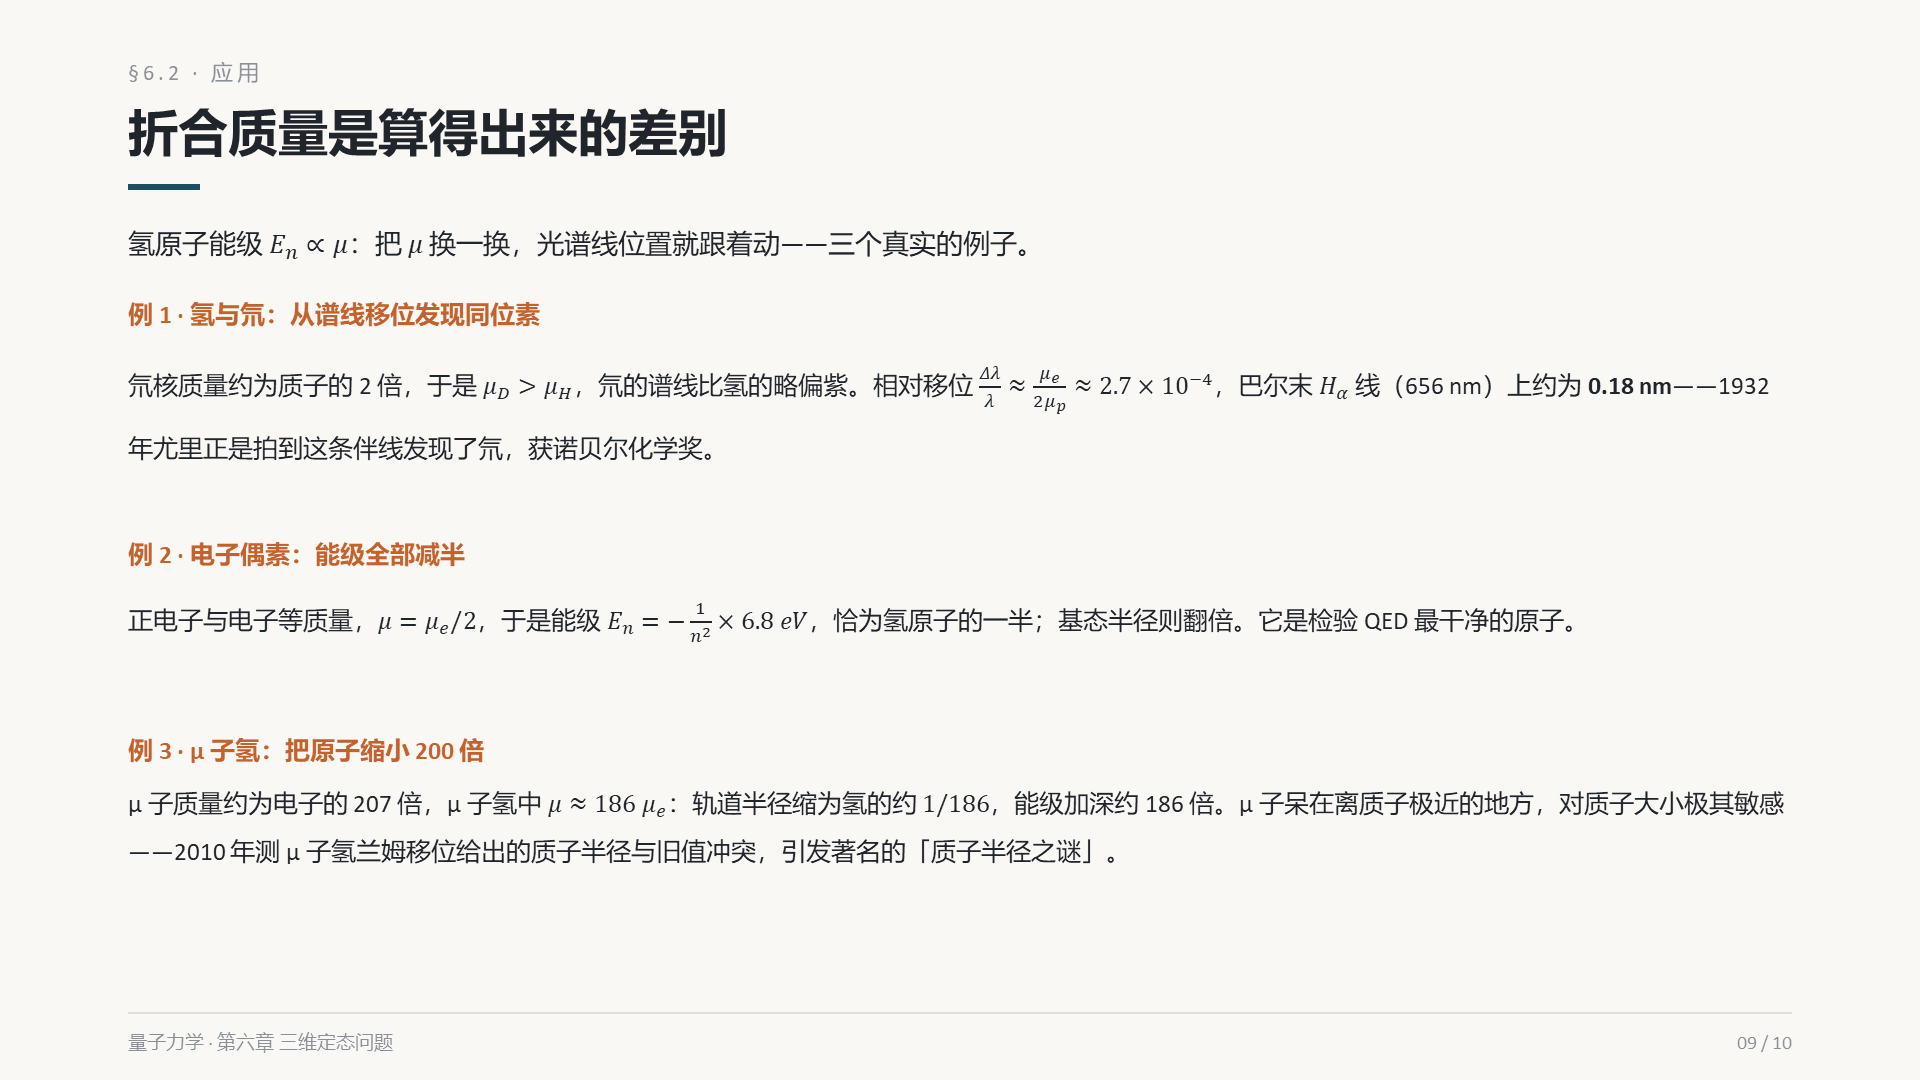 §6.2 · 应用
折合质量是算得出来的差别
氢原子能级 Eₙ ∝ μ：把 μ 换一换，光谱线位置就跟着动——三个真实的例子。
例 1 · 氢与氘：从谱线移位发现同位素
氘核质量约为质子的 2 倍，于是 μ_D > μ_H，氘的谱线比氢的略偏紫。相对移位 Δλ/λ ≈ μₑ/2μₚ ≈ 2.7 × 10⁻⁴，巴尔末 H_α 线（656 nm）上约为 0.18 nm——1932
年尤里正是拍到这条伴线发现了氘，获诺贝尔化学奖。
例 2 · 电子偶素：能级全部减半
正电子与电子等质量，μ = μₑ/2，于是能级 Eₙ = −1/n² × 6.8 eV，恰为氢原子的一半；基态半径则翻倍。它是检验 QED 最干净的原子。
例 3 · μ 子氢：把原子缩小 200 倍
μ 子质量约为电子的 207 倍，μ 子氢中 μ ≈ 186 μₑ：轨道半径缩为氢的约 1/186，能级加深约 186 倍。μ 子呆在离质子极近的地方，对质子大小极其敏感
——2010 年测 μ 子氢兰姆移位给出的质子半径与旧值冲突，引发著名的「质子半径之谜」。
量子力学 · 第六章 三维定态问题
09 / 10